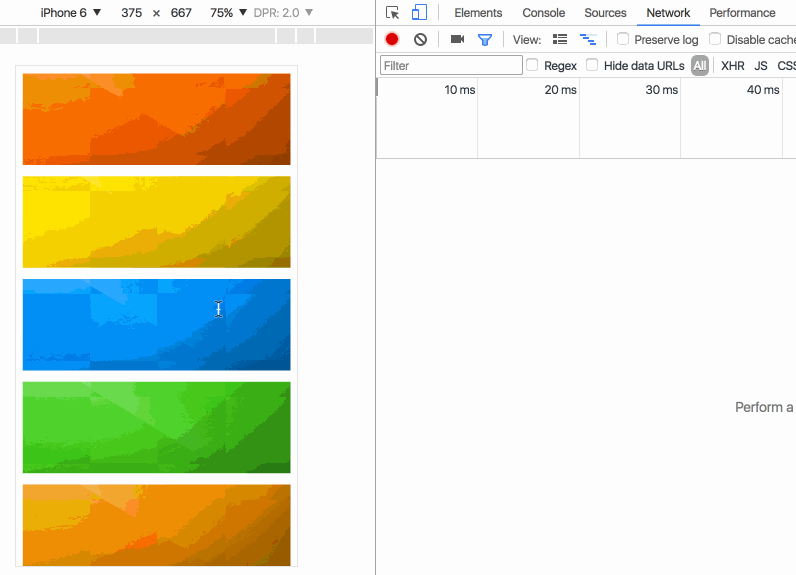 iPhone 6 ▼ 375 × 667 75% ▼ DPR: 2.0 ▼
Elements Console Sources Network Performance
View: Preserve log Disable cache
Filter Regex Hide data URLs All XHR JS CSS
10 ms 20 ms 30 ms 40 ms
Perform a